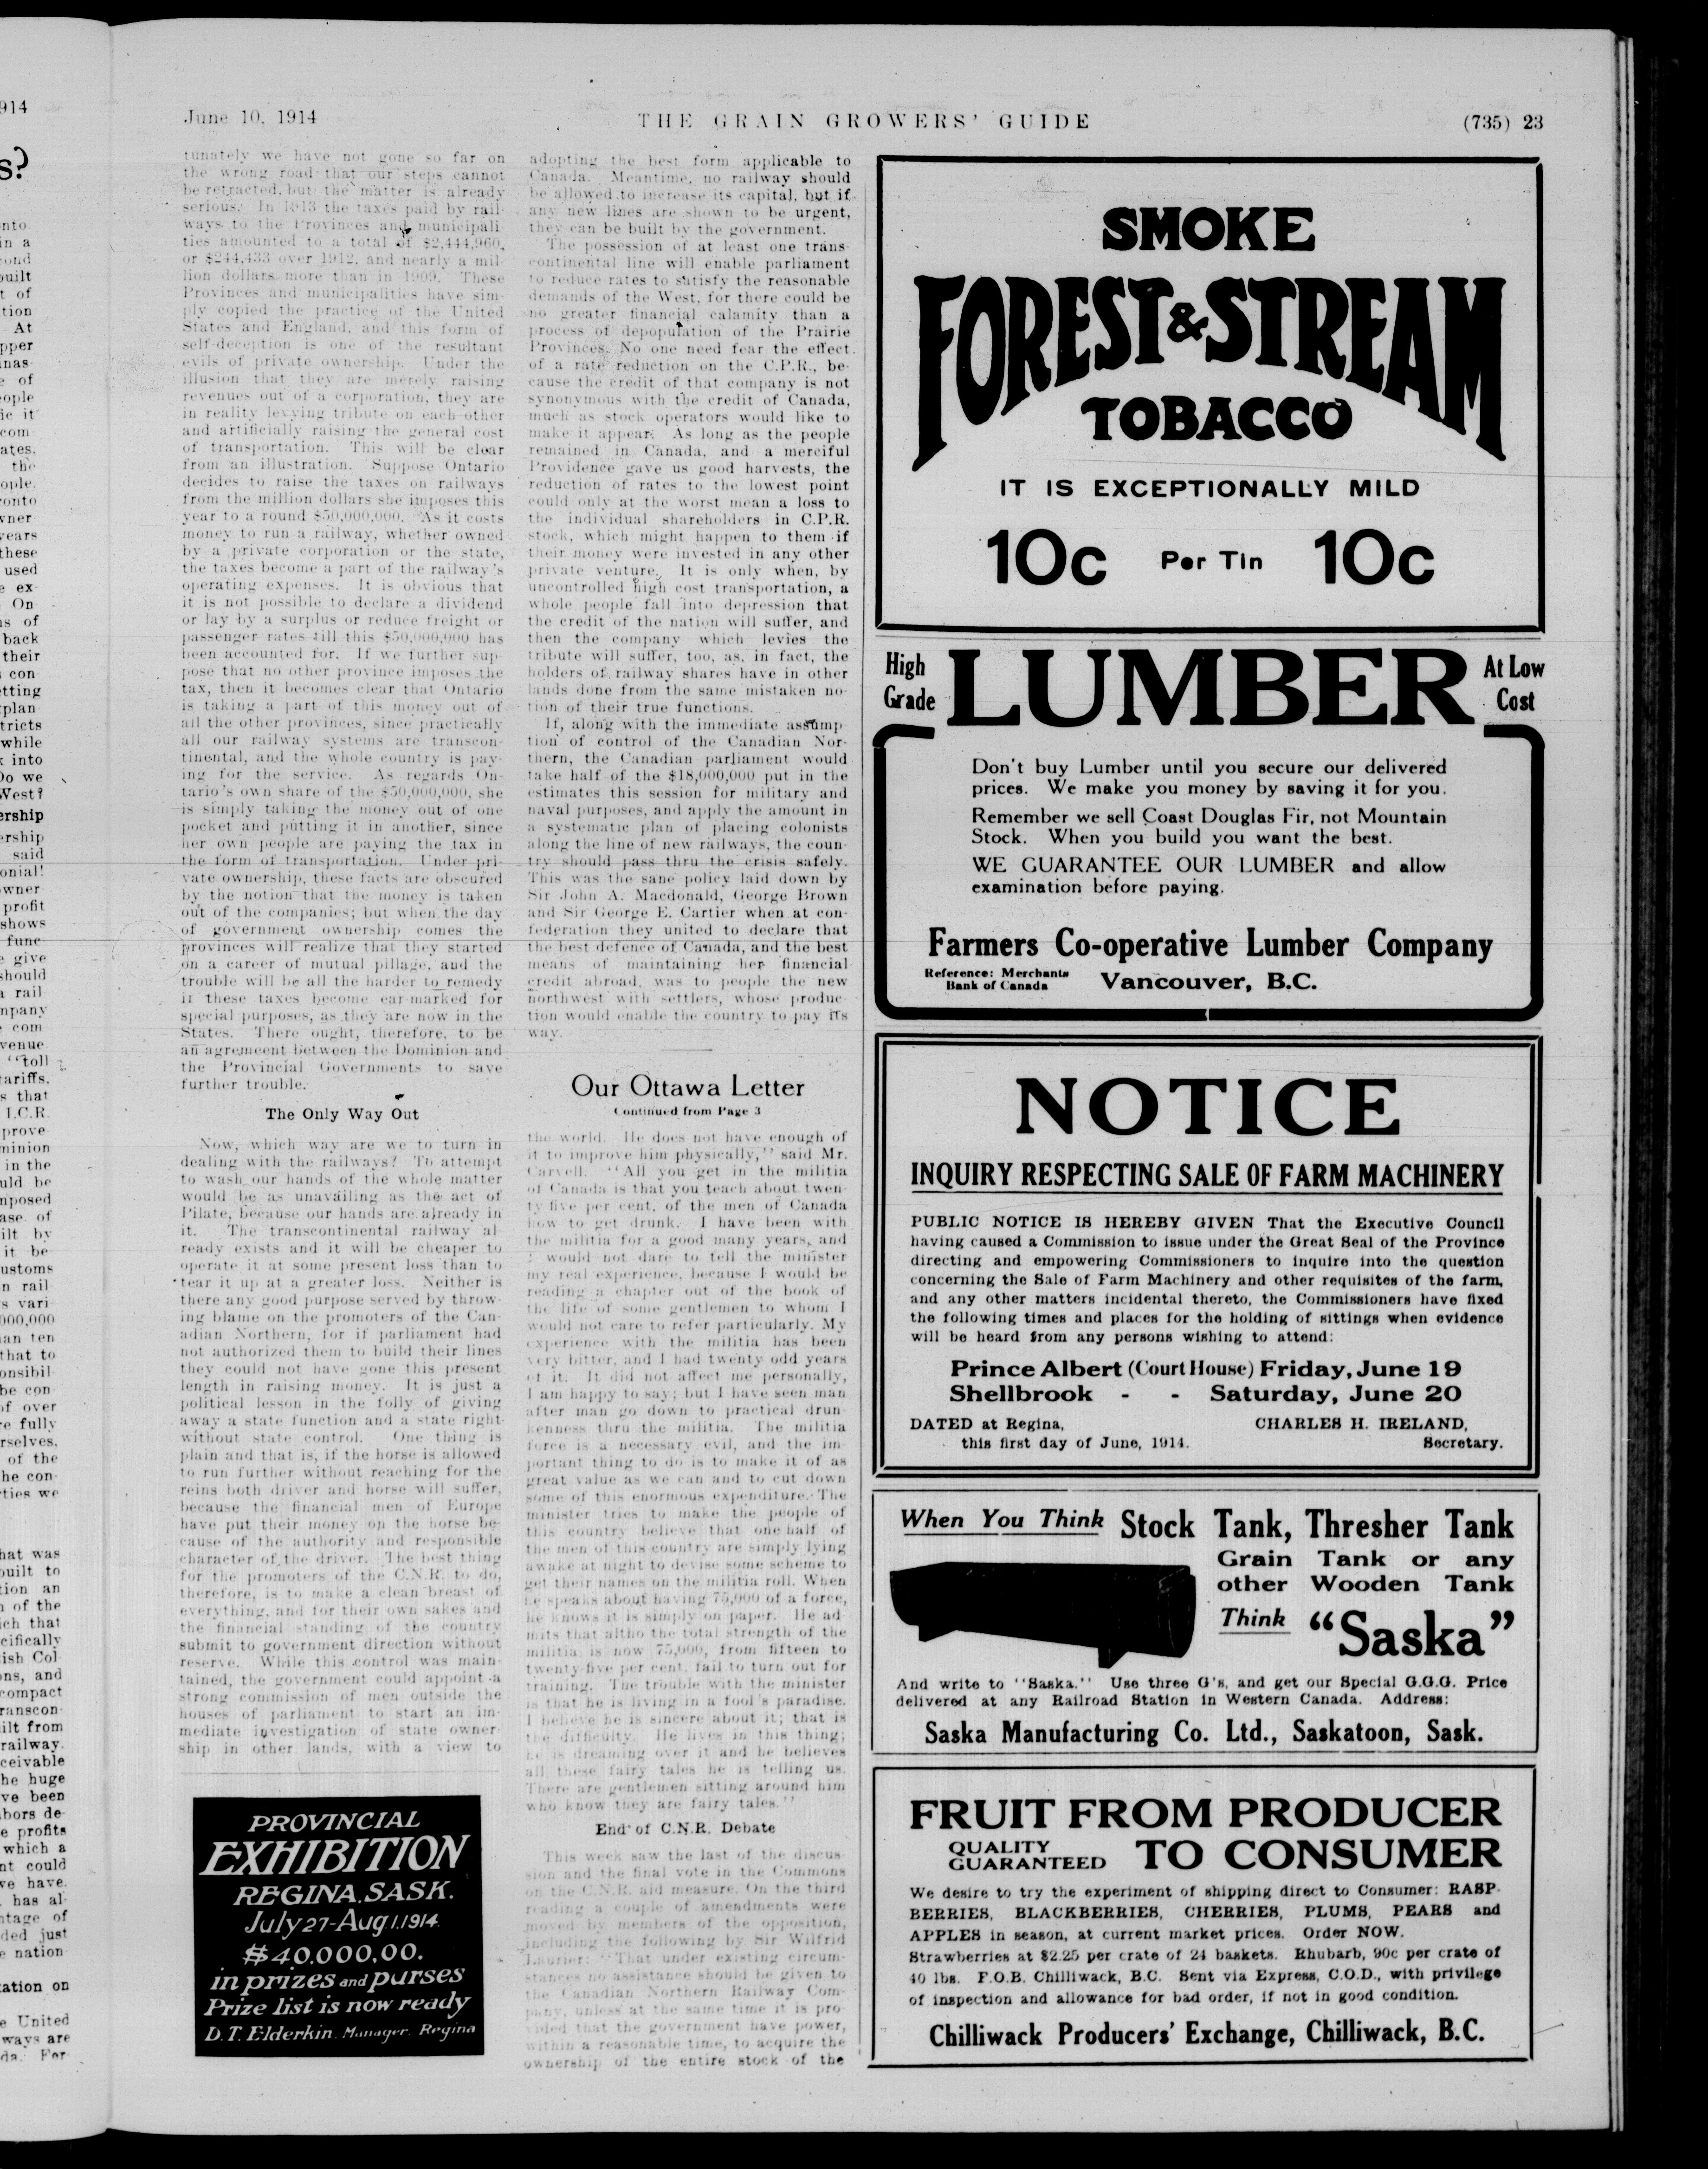 June 10, 1914
THE GRAIN GROWERS' GUIDE
(735) 23
tunately we have not gone so far on
the wrong road that our steps cannot
be retracted, but the matter is already
serious. In 1913 the taxes paid by rail-
ways to the Provinces and municipali-
ties amounted to a total of $2,444,960,
or $244,433 over 1912, and nearly a mil-
lion dollars more than in 1909. These
Provinces and municipalities have sim-
ply copied the practice of the United
States and England, and this form of
self-deception is one of the resultant
evils of private ownership. Under the
illusion that they are merely raising
revenues out of a corporation, they are
in reality levying tribute on each other
and artificially raising the general cost
of transportation. This will be clear
from an illustration. Suppose Ontario
decides to raise the taxes on railways
from the million dollars she imposes this
year to a round $50,000,000. As it costs
money to run a railway, whether owned
by a private corporation or the state,
the taxes become a part of the railway's
operating expenses. It is obvious that
it is not possible to declare a dividend
or lay by a surplus or reduce freight or
passenger rates till this $50,000,000 has
been accounted for. If we further sup-
pose that no other province imposes the
tax, then it becomes clear that Ontario
is taking a part of this money out of
all the other provinces, since practically
all our railway systems are transcon-
tinental, and the whole country is pay-
ing for the service. As regards On-
tario's own share of the $50,000,000, she
is simply taking the money out of one
pocket and putting it in another, since
her own people are paying the tax in
the form of transportation. Under pri-
vate ownership, these facts are obscured
by the notion that the money is taken
out of the companies; but when the day
of government ownership comes the
provinces will realize that they started
on a career of mutual pillage, and the
trouble will be all the harder to remedy
if these taxes become ear-marked for
special purposes, as they are now in the
States. There ought, therefore, to be
an agreement between the Dominion and
the Provincial Governments to save
further trouble.
The Only Way Out
Now, which way are we to turn in
dealing with the railways? To attempt
to wash our hands of the whole matter
would be as unavailing as the act of
Pilate, because our hands are already in
it. The transcontinental railway al-
ready exists and it will be cheaper to
operate it at some present loss than to
tear it up at a greater loss. Neither is
there any good purpose served by throw-
ing blame on the promoters of the Can-
adian Northern, for if parliament had
not authorized them to build their lines
they could not have gone this present
length in raising money. It is just a
political lesson in the folly of giving
away a state function and a state right
without state control. One thing is
plain and that is, if the horse is allowed
to run further without reaching for the
reins both driver and horse will suffer,
because the financial men of Europe
have put their money on the horse be-
cause of the authority and responsible
character of the driver. The best thing
for the promoters of the C.N.R. to do,
therefore, is to make a clean breast of
everything, and for their own sakes and
the financial standing of the country
submit to government direction without
reserve. While this control was main-
tained, the government could appoint a
strong commission of men outside the
houses of parliament to start an im-
mediate investigation of state owner-
ship in other lands, with a view to
PROVINCIAL
EXHIBITION
REGINA, SASK.
July 27-Aug 1, 1914
$40,000.00.
in prizes and purses
Prize list is now ready
D. T. Elderkin, Manager. Regina
adopting the best form applicable to
Canada. Meantime, no railway should
be allowed to increase its capital, but if
any new lines are shown to be urgent,
they can be built by the government.
The possession of at least one trans-
continental line will enable parliament
to reduce rates to satisfy the reasonable
demands of the West, for there could be
no greater financial calamity than a
process of depopulation of the Prairie
Provinces. No one need fear the effect
of a rate reduction on the C.P.R., be-
cause the credit of that company is not
synonymous with the credit of Canada,
much as stock operators would like to
make it appear. As long as the people
remained in Canada, and a merciful
Providence gave us good harvests, the
reduction of rates to the lowest point
could only at the worst mean a loss to
the individual shareholders in C.P.R.
stock, which might happen to them if
their money were invested in any other
private venture. It is only when, by
uncontrolled high cost transportation, a
whole people fall into depression that
the credit of the nation will suffer, and
then the company which levies the
tribute will suffer, too, as, in fact, the
holders of railway shares have in other
lands done from the same mistaken no-
tion of their true functions.
If, along with the immediate assump-
tion of control of the Canadian Nor-
thern, the Canadian parliament would
take half of the $18,000,000 put in the
estimates this session for military and
naval purposes, and apply the amount in
a systematic plan of placing colonists
along the line of new railways, the coun-
try should pass thru the crisis safely.
This was the sane policy laid down by
Sir John A. Macdonald, George Brown
and Sir George E. Cartier when at con-
federation they united to declare that
the best defence of Canada, and the best
means of maintaining her financial
credit abroad, was to people the new
northwest with settlers, whose produc-
tion would enable the country to pay its
way.
Our Ottawa Letter
Continued from Page 3
the world. He does not have enough of
it to improve him physically," said Mr.
Carvell. "All you get in the militia
of Canada is that you teach about twen-
ty-five per cent. of the men of Canada
how to get drunk. I have been with
the militia for a good many years, and
I would not dare to tell the minister
my real experience, because I would be
reading a chapter out of the book of
the life of some gentlemen to whom I
would not care to refer particularly. My
experience with the militia has been
very bitter, and I had twenty odd years
of it. It did not affect me personally,
I am happy to say; but I have seen man
after man go down to practical drun-
kenness thru the militia. The militia
force is a necessary evil, and the im-
portant thing to do is to make it of as
great value as we can and to cut down
some of this enormous expenditure. The
minister tries to make the people of
this country believe that one half of
the men of this country are simply lying
awake at night to devise some scheme to
get their names on the militia roll. When
he speaks about having 75,000 of a force,
he knows it is simply on paper. He ad-
mits that altho the total strength of the
militia is now 75,000, from fifteen to
twenty-five per cent. fail to turn out for
training. The trouble with the minister
is that he is living in a fool's paradise.
I believe he is sincere about it; that is
the difficulty. He lives in this thing;
he is dreaming over it and he believes
all these fairy tales he is telling us.
There are gentlemen sitting around him
who know they are fairy tales."
End of C.N.R. Debate
This week saw the last of the discus-
sion and the final vote in the Commons
on the C.N.R. aid measure. On the third
reading a couple of amendments were
moved by members of the opposition,
including the following by Sir Wilfrid
Laurier: "That under existing circum-
stances no assistance should be given to
the Canadian Northern Railway Com-
pany, unless at the same time it is pro-
vided that the government have power,
within a reasonable time, to acquire the
ownership of the entire stock of the
SMOKE
FOREST & STREAM
TOBACCO
IT IS EXCEPTIONALLY MILD
10c Per Tin 10c
High Grade LUMBER At Low Cost
Don't buy Lumber until you secure our delivered
prices. We make you money by saving it for you.
Remember we sell Coast Douglas Fir, not Mountain
Stock. When you build you want the best.
WE GUARANTEE OUR LUMBER and allow
examination before paying.
Farmers Co-operative Lumber Company
Reference: Merchants
Bank of Canada
Vancouver, B.C.
NOTICE
INQUIRY RESPECTING SALE OF FARM MACHINERY
PUBLIC NOTICE IS HEREBY GIVEN That the Executive Council
having caused a Commission to issue under the Great Seal of the Province
directing and empowering Commissioners to inquire into the question
concerning the Sale of Farm Machinery and other requisites of the farm,
and any other matters incidental thereto, the Commissioners have fixed
the following times and places for the holding of sittings when evidence
will be heard from any persons wishing to attend:
Prince Albert (Court House) Friday, June 19
Shellbrook - - Saturday, June 20
DATED at Regina,
this first day of June, 1914.
CHARLES H. IRELAND,
Secretary.
When You Think Stock Tank, Thresher Tank
Grain Tank or any
other Wooden Tank
Think "Saska"
And write to "Saska." Use three G's, and get our Special G.G.G. Price
delivered at any Railroad Station in Western Canada. Address:
Saska Manufacturing Co. Ltd., Saskatoon, Sask.
FRUIT FROM PRODUCER
QUALITY
GUARANTEED
TO CONSUMER
We desire to try the experiment of shipping direct to Consumer: RASP-
BERRIES, BLACKBERRIES, CHERRIES, PLUMS, PEARS and
APPLES in season, at current market prices. Order NOW.
Strawberries at $2.25 per crate of 24 baskets. Rhubarb, 90c per crate of
40 lbs. F.O.B. Chilliwack, B.C. Sent via Express, C.O.D., with privilege
of inspection and allowance for bad order, if not in good condition.
Chilliwack Producers' Exchange, Chilliwack, B.C.